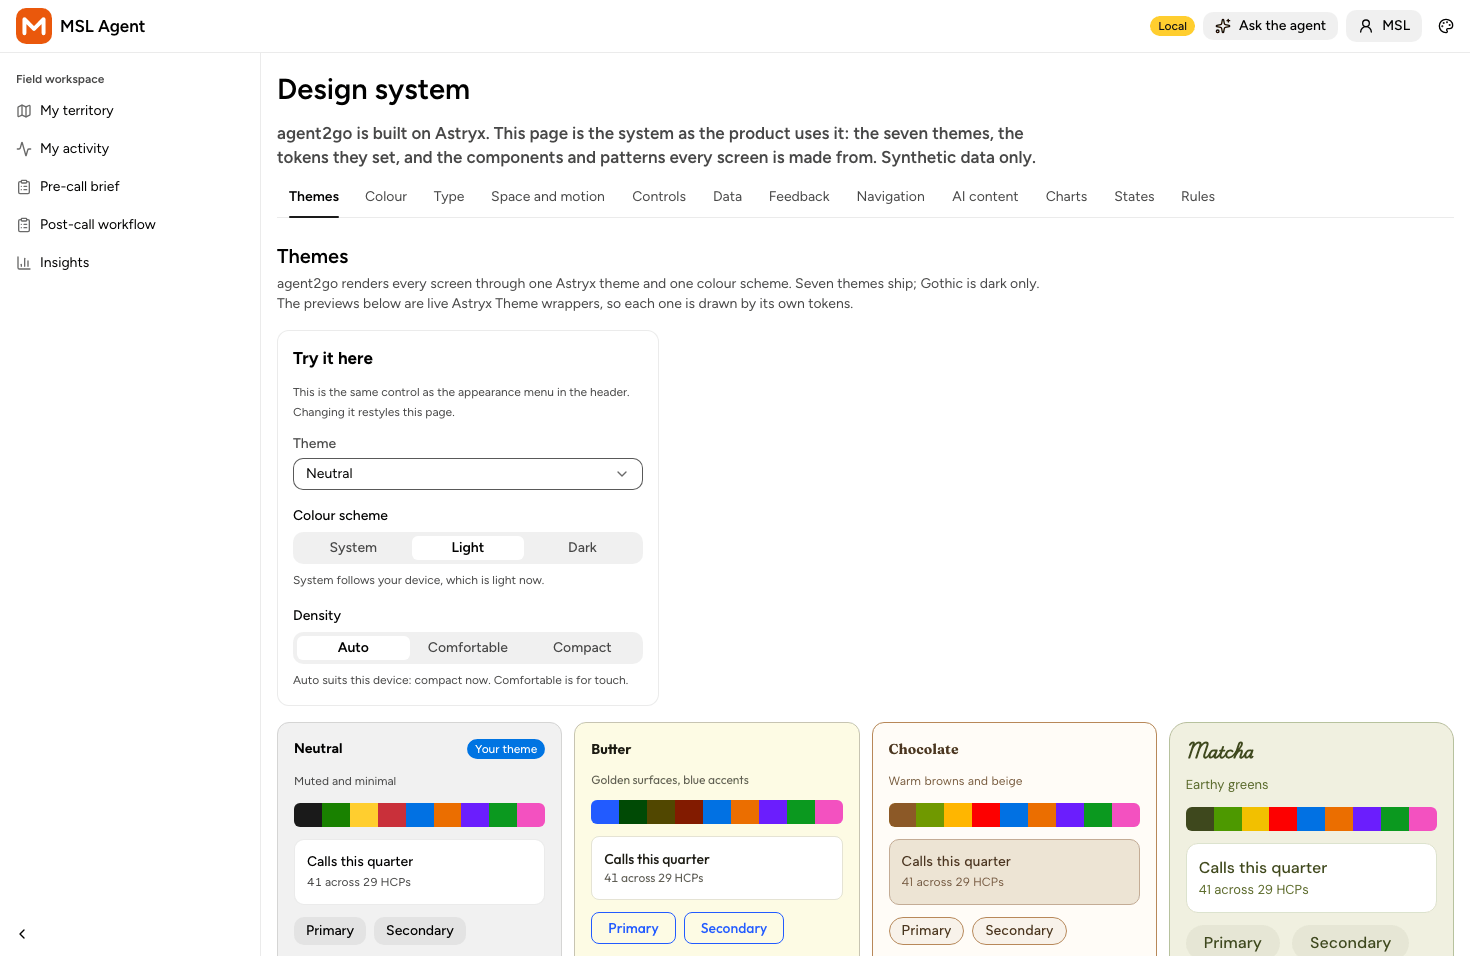 MSL Agent
Local
Ask the agent
MSL
Field workspace
My territory
My activity
Pre-call brief
Post-call workflow
Insights
Design system
agent2go is built on Astryx. This page is the system as the product uses it: the seven themes, the
tokens they set, and the components and patterns every screen is made from. Synthetic data only.
Themes
Colour
Type
Space and motion
Controls
Data
Feedback
Navigation
AI content
Charts
States
Rules
Themes
agent2go renders every screen through one Astryx theme and one colour scheme. Seven themes ship; Gothic is dark only.
The previews below are live Astryx Theme wrappers, so each one is drawn by its own tokens.
Try it here
This is the same control as the appearance menu in the header.
Changing it restyles this page.
Theme
Neutral
Colour scheme
System
Light
Dark
System follows your device, which is light now.
Density
Auto
Comfortable
Compact
Auto suits this device: compact now. Comfortable is for touch.
Neutral
Your theme
Muted and minimal
Calls this quarter
41 across 29 HCPs
Primary
Secondary
Butter
Golden surfaces, blue accents
Calls this quarter
41 across 29 HCPs
Primary
Secondary
Chocolate
Warm browns and beige
Calls this quarter
41 across 29 HCPs
Primary
Secondary
Matcha
Earthy greens
Calls this quarter
41 across 29 HCPs
Primary
Secondary